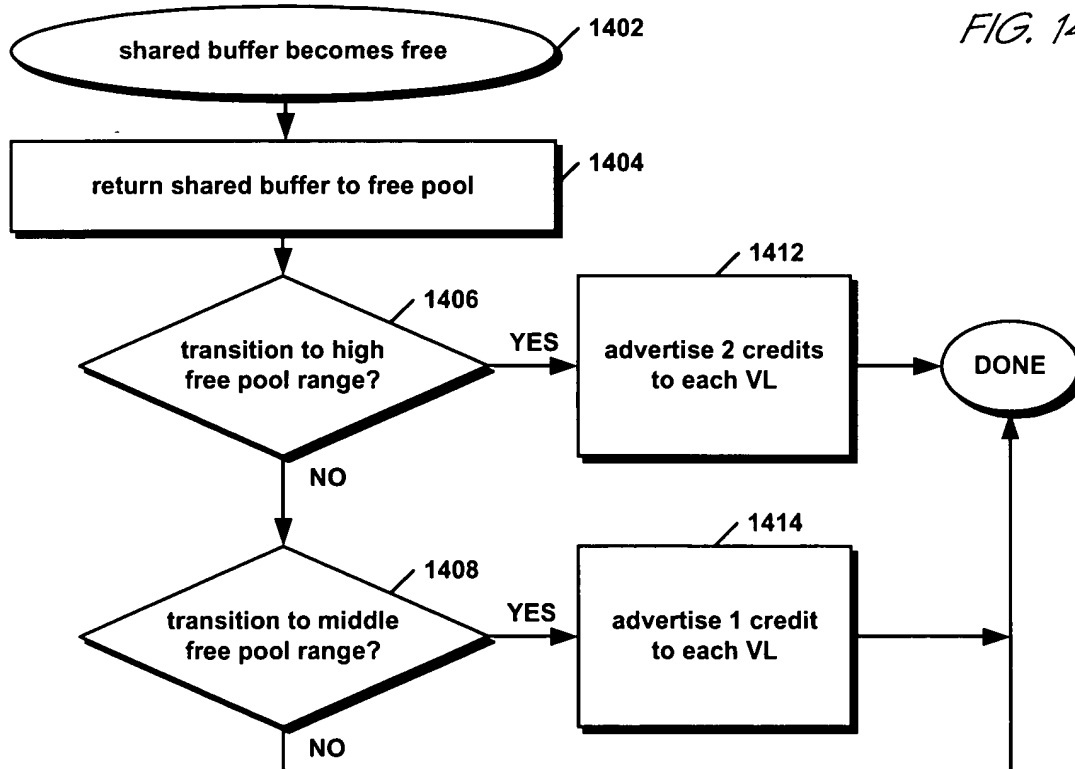 FIG. 14
shared buffer becomes free
1402
return shared buffer to free pool
1404
transition to high
free pool range?
1406
YES
NO
advertise 2 credits
to each VL
1412
DONE
transition to middle
free pool range?
1408
YES
NO
advertise 1 credit
to each VL
1414